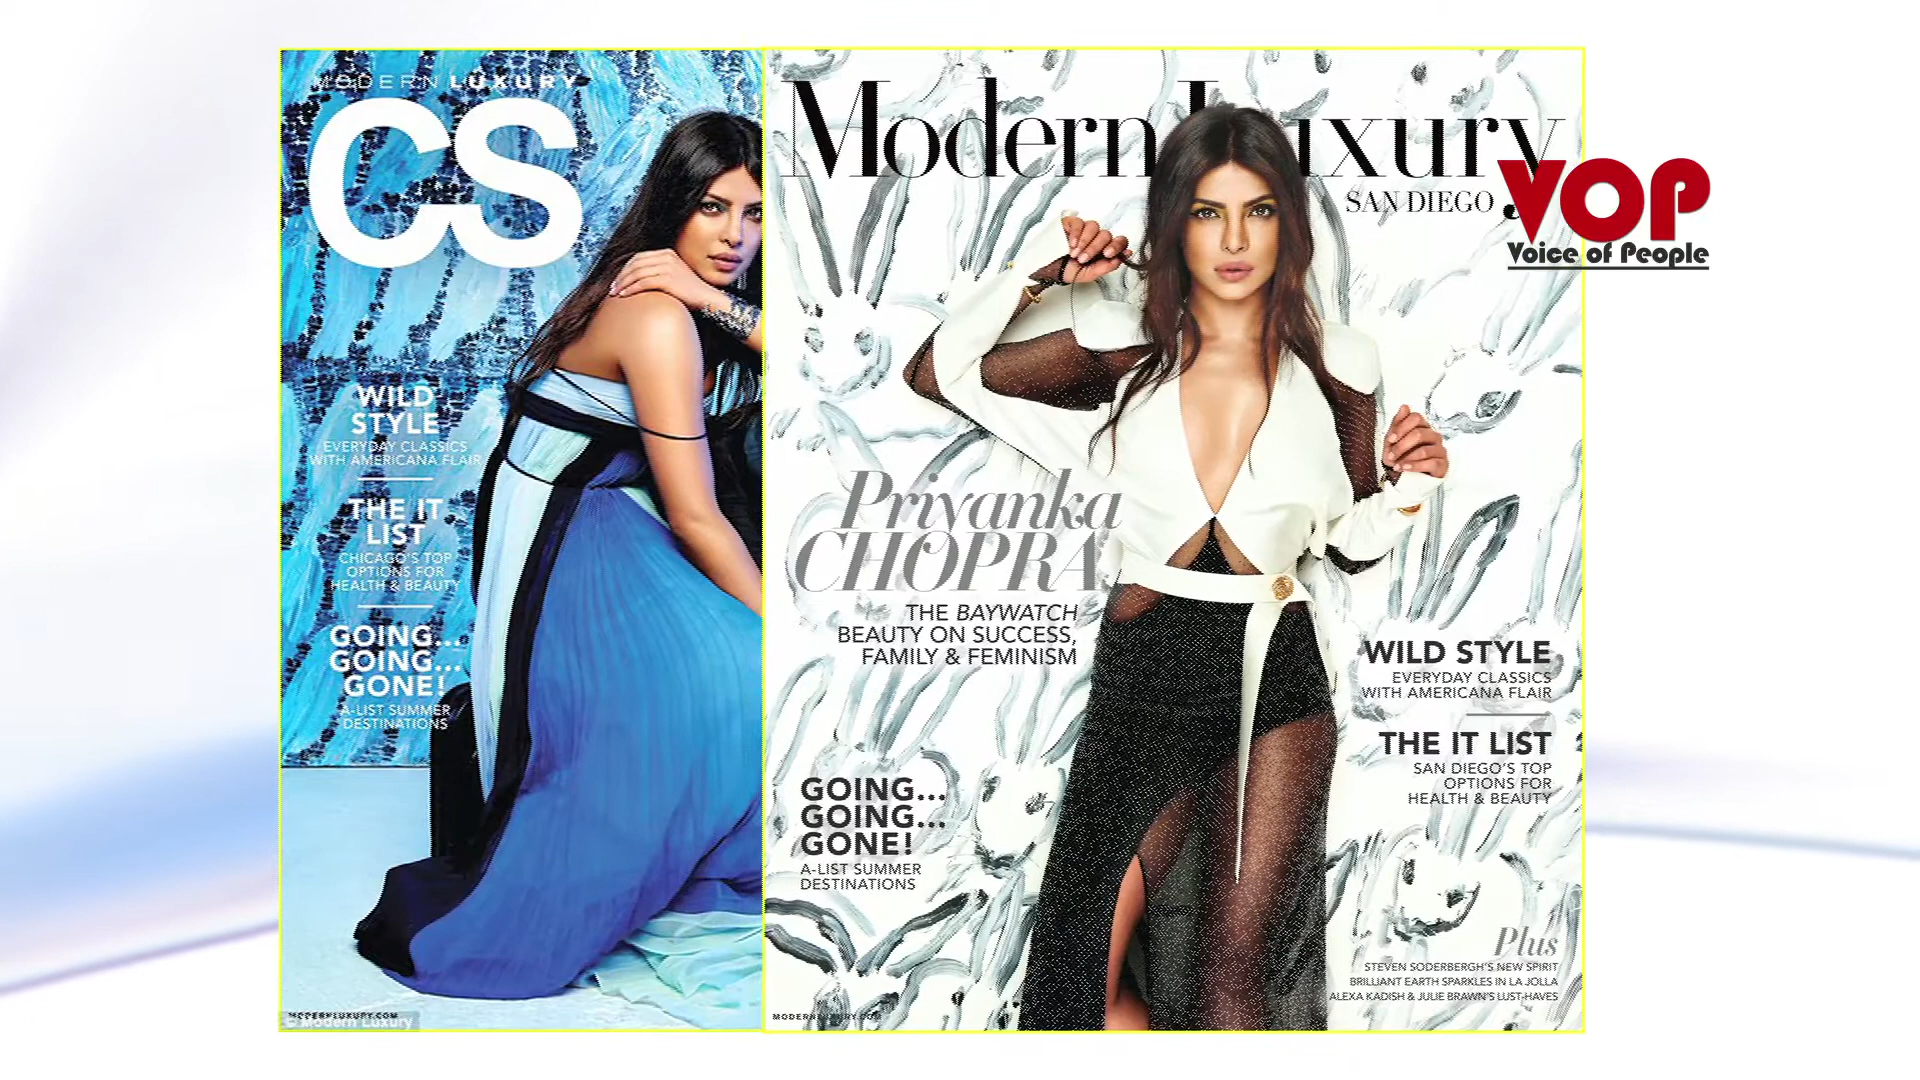 MODERN LUXURY
CS
WILD
STYLE
EVERYDAY CLASSICS
WITH AMERICANA FLAIR
THE IT
LIST
CHICAGO'S TOP
OPTIONS FOR
HEALTH & BEAUTY
GOING...
GOING...
GONE!
A-LIST SUMMER
DESTINATIONS
MODERNLUXURY.COM
© Modern Luxury
Modern Luxury
SAN DIEGO
Priyanka
CHOPRA
THE BAYWATCH
BEAUTY ON SUCCESS,
FAMILY & FEMINISM
GOING...
GOING...
GONE!
A-LIST SUMMER
DESTINATIONS
MODERNLUXURY.COM
WILD STYLE
EVERYDAY CLASSICS
WITH AMERICANA FLAIR
THE IT LIST
SAN DIEGO'S TOP
OPTIONS FOR
HEALTH & BEAUTY
Plus
STEVEN SODERBERGH'S NEW SPIRIT
BRILLIANT EARTH SPARKLES IN LA JOLLA
ALEXA KADISH & JULIE BRAWN'S LUST-HAVES
VOP
Voice of People